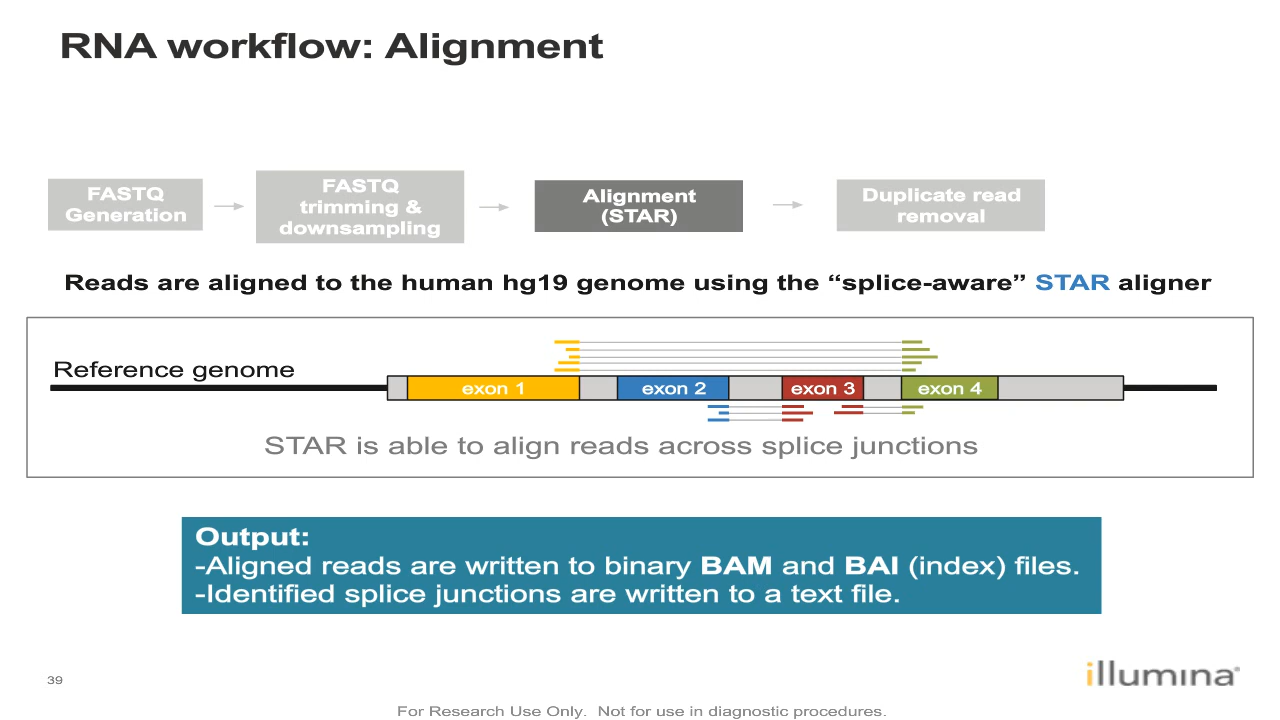 RNA workflow: Alignment
FASTQ
Generation
FASTQ
trimming &
downsampling
Alignment
(STAR)
Duplicate read
removal
Reads are aligned to the human hg19 genome using the “splice-aware” STAR aligner
Reference genome
exon 1
exon 2
exon 3
exon 4
STAR is able to align reads across splice junctions
Output:
-Aligned reads are written to binary BAM and BAI (index) files.
-Identified splice junctions are written to a text file.
39
illumina®
For Research Use Only. Not for use in diagnostic procedures.